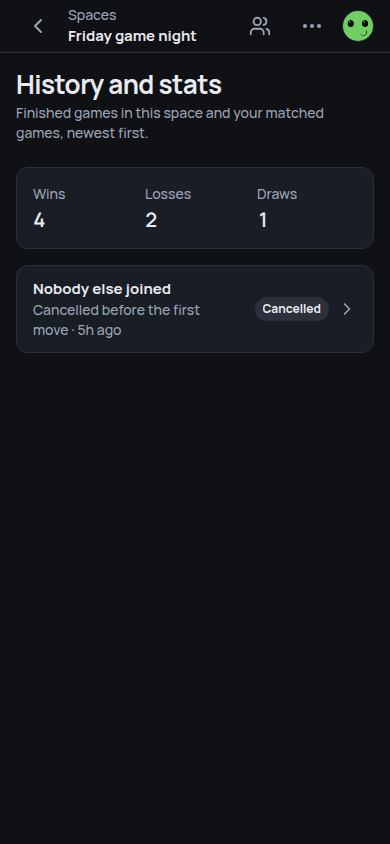 Spaces
Friday game night
History and stats
Finished games in this space and your matched
games, newest first.
Wins
Losses
Draws
4
2
1
Nobody else joined
Cancelled before the first
move · 5h ago
Cancelled